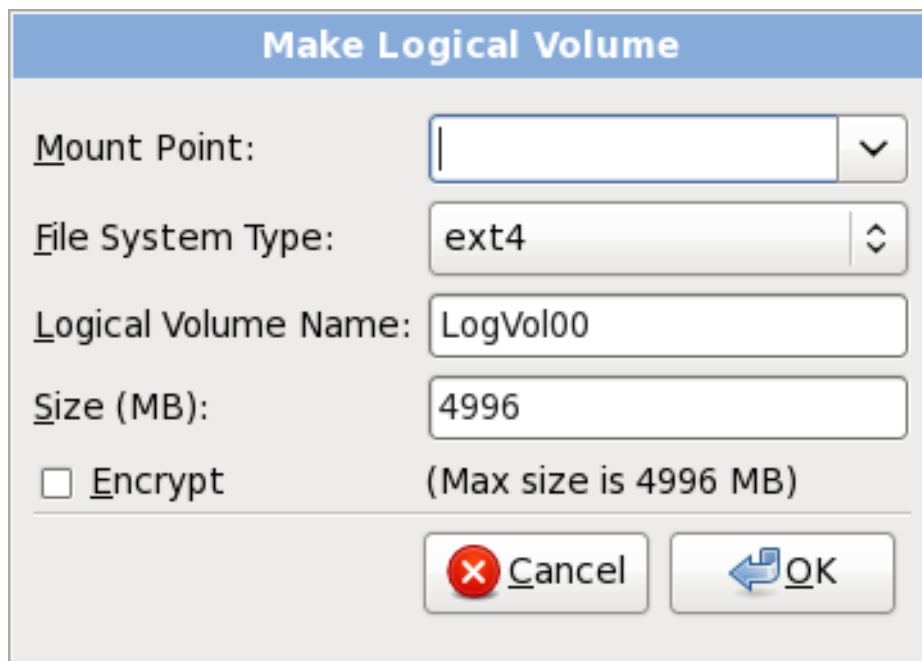 Make Logical Volume
Mount Point:
File System Type: ext4
Logical Volume Name: LogVol00
Size (MB): 4996
Encrypt (Max size is 4996 MB)
Cancel OK